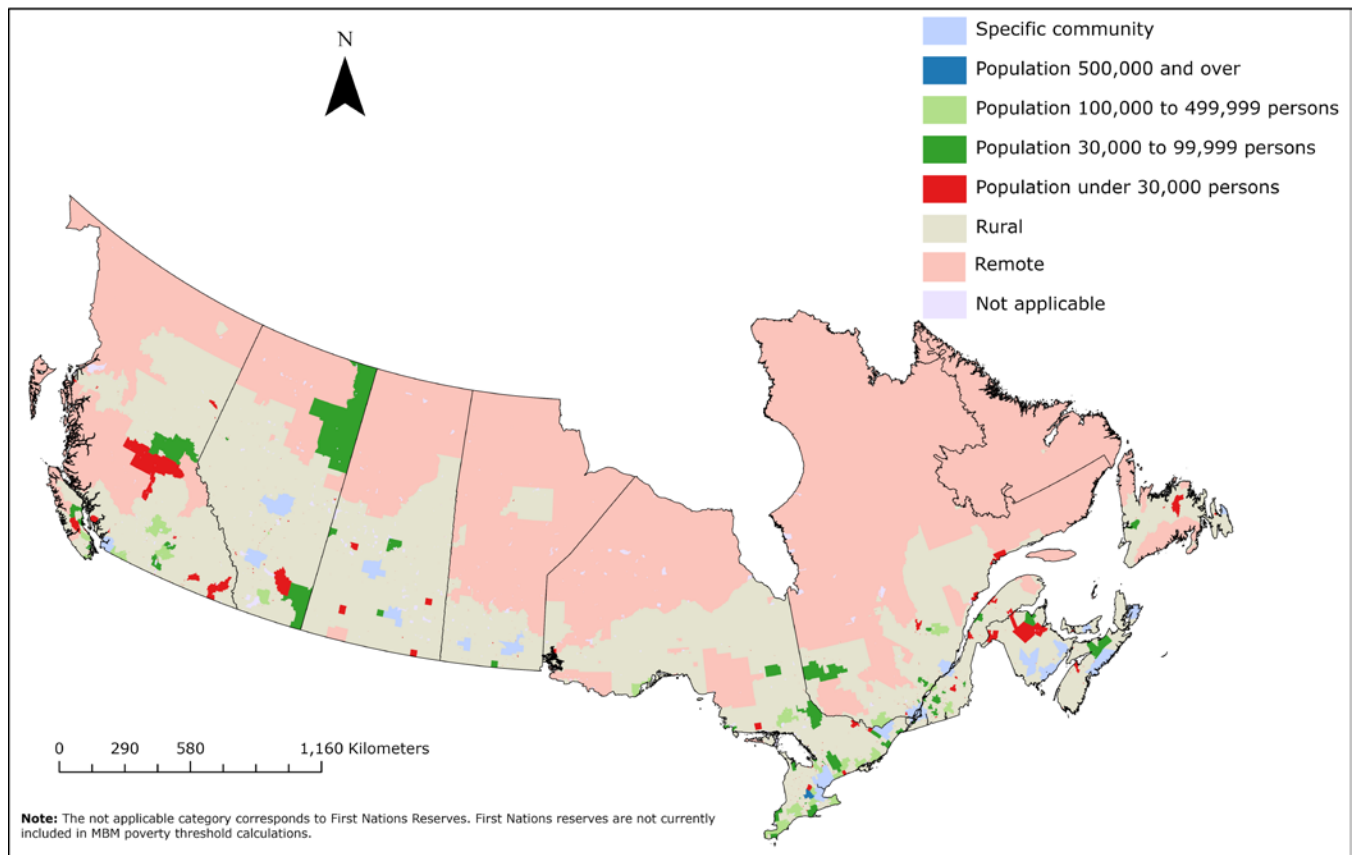 N
Specific community
Population 500,000 and over
Population 100,000 to 499,999 persons
Population 30,000 to 99,999 persons
Population under 30,000 persons
Rural
Remote
Not applicable
0 290 580 1,160 Kilometers
Note: The not applicable category corresponds to First Nations Reserves. First Nations reserves are not currently
included in MBM poverty threshold calculations.